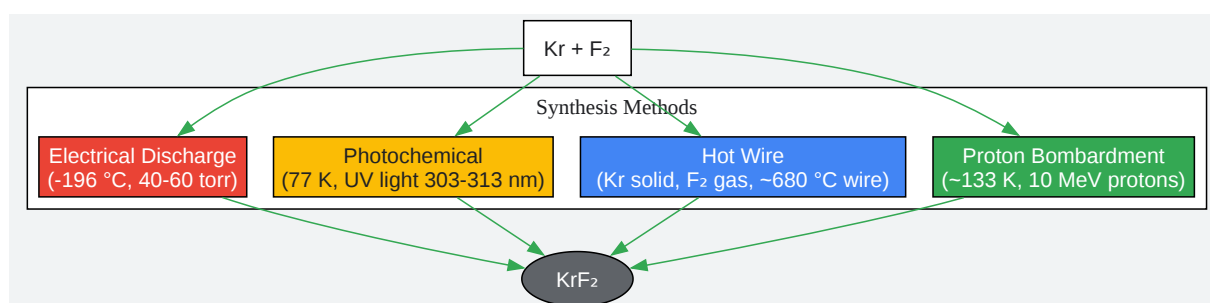 Kr + F₂
Synthesis Methods
Electrical Discharge
(-196 °C, 40-60 torr)
Photochemical
(77 K, UV light 303-313 nm)
Hot Wire
(Kr solid, F₂ gas, ~680 °C wire)
Proton Bombardment
(~133 K, 10 MeV protons)
KrF₂